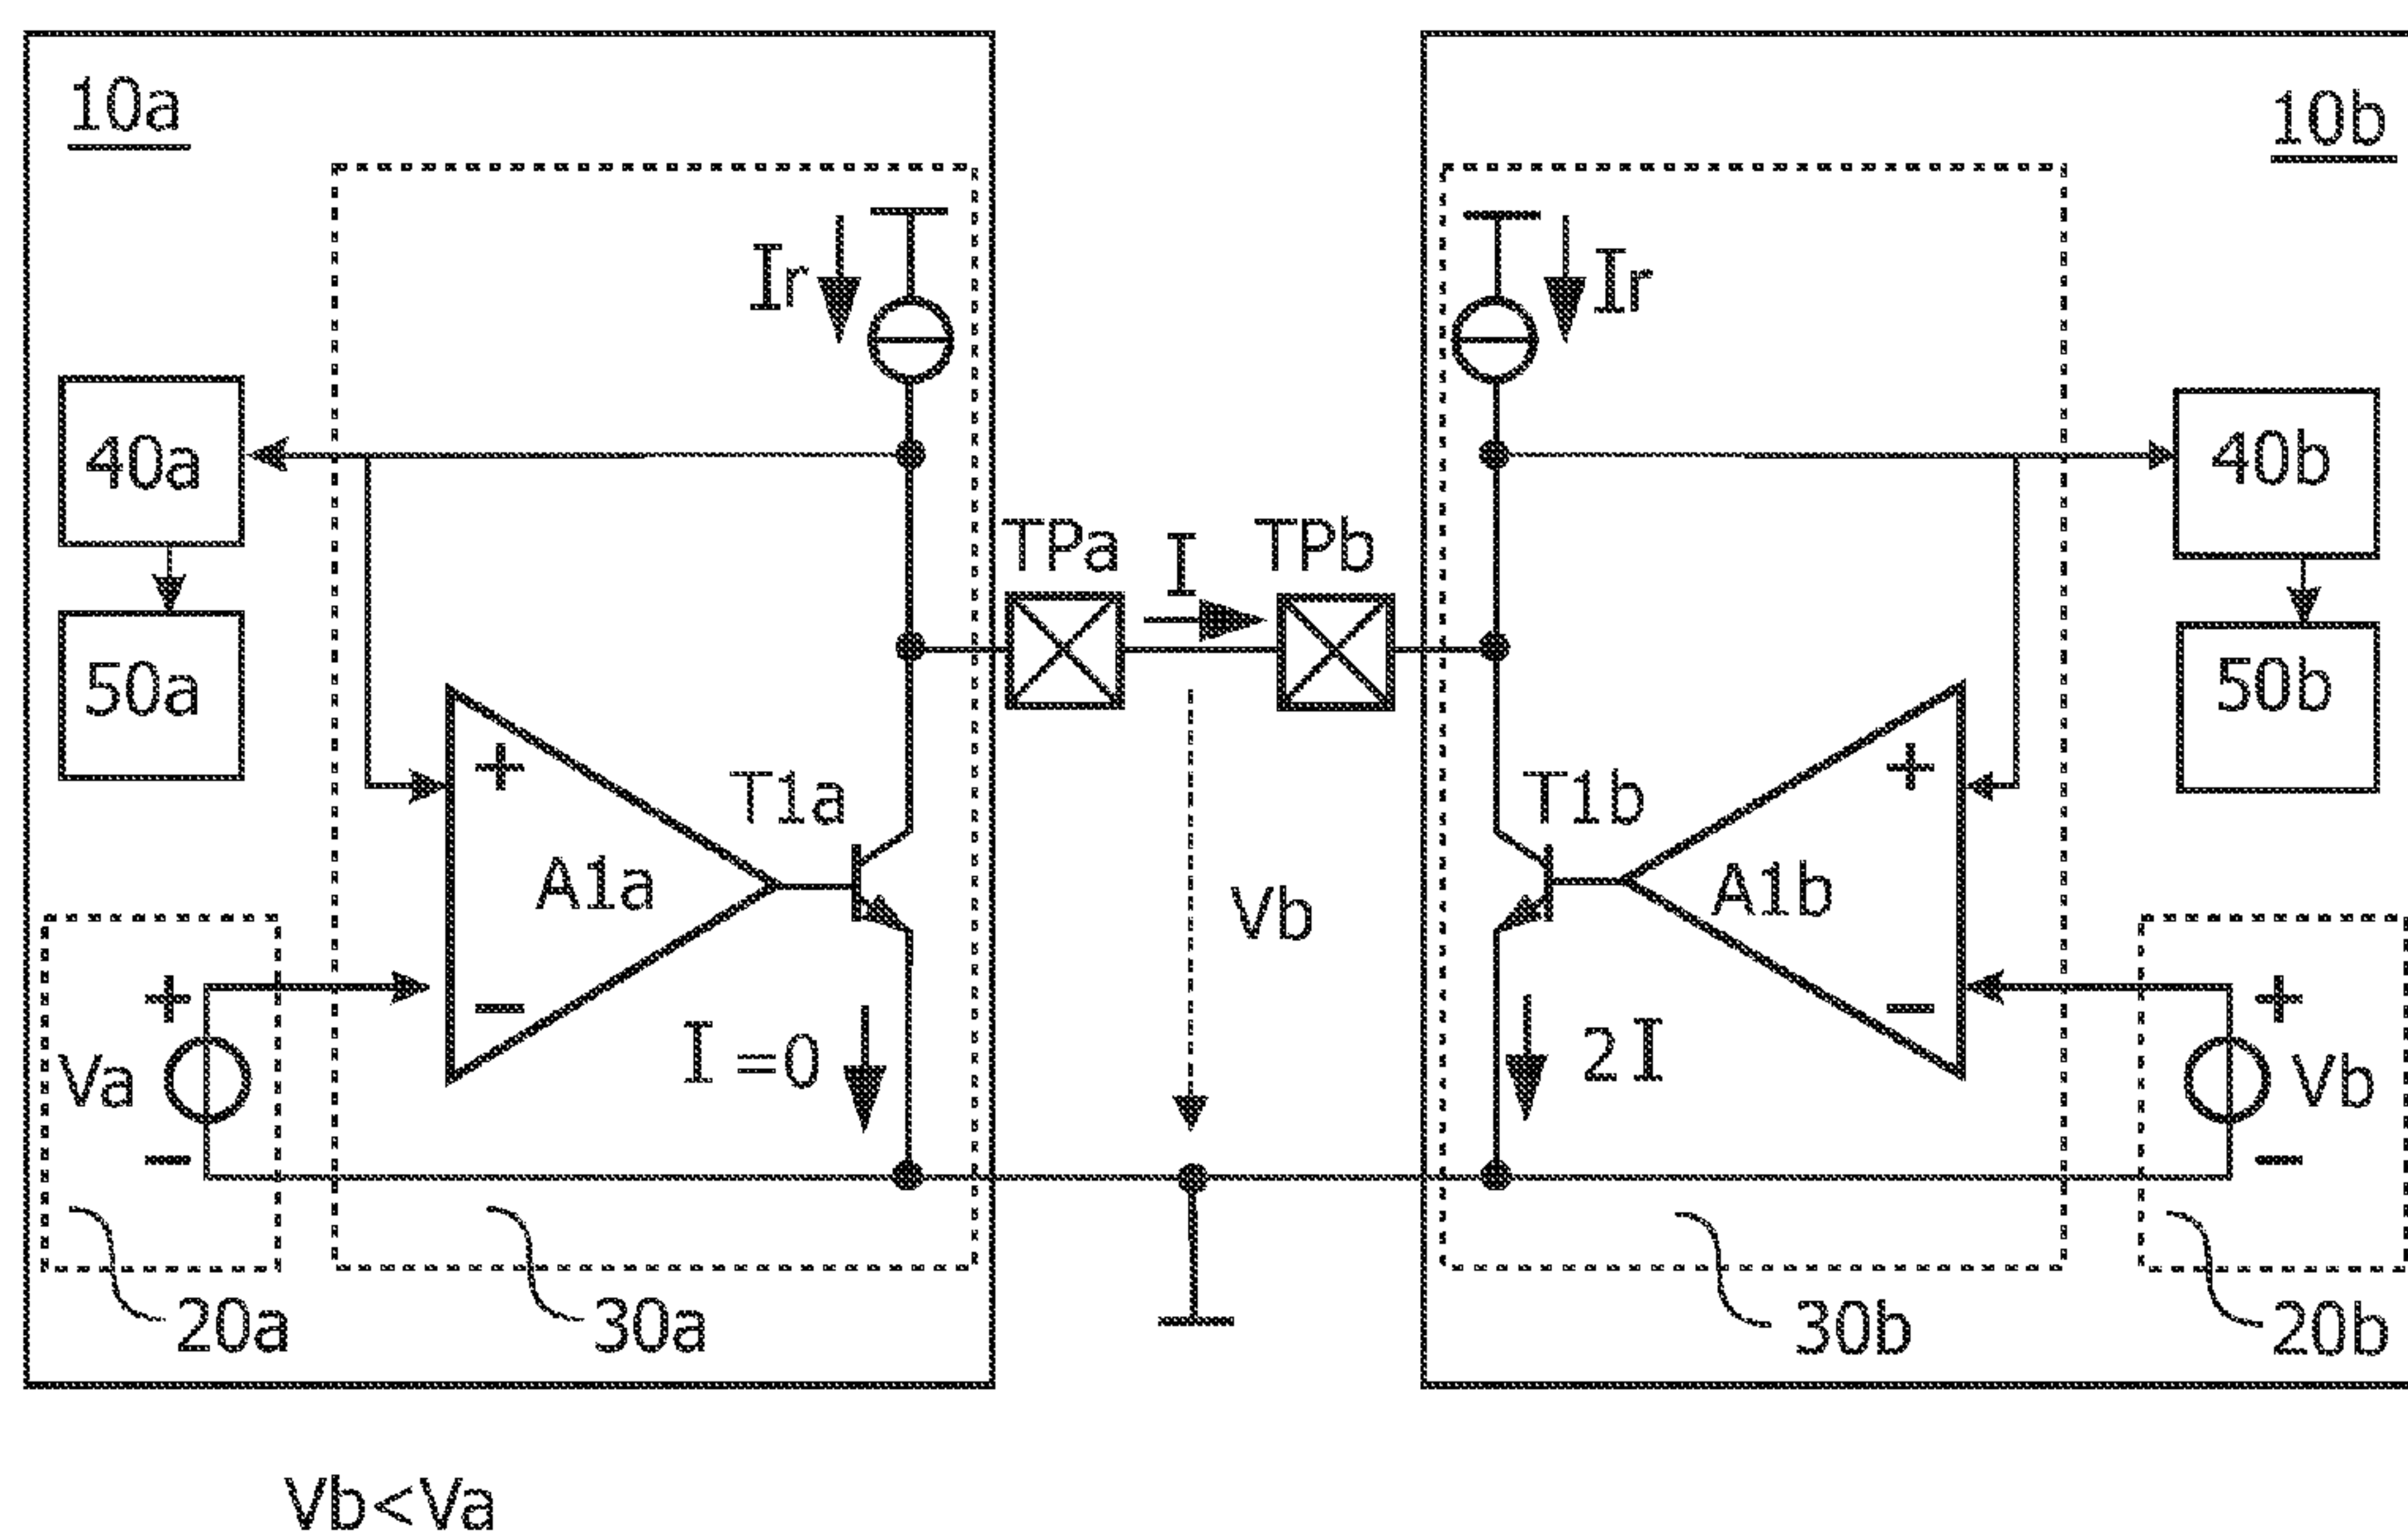 10a
10b
Ir
Ir
40a
40b
TPa
I
TPb
50a
50b
+
+
T1a
T1b
A1a
A1b
Vb
+
−
−
+
Va
I =0
2I
Vb
−
−
20a
30a
30b
20b
Vb<Va